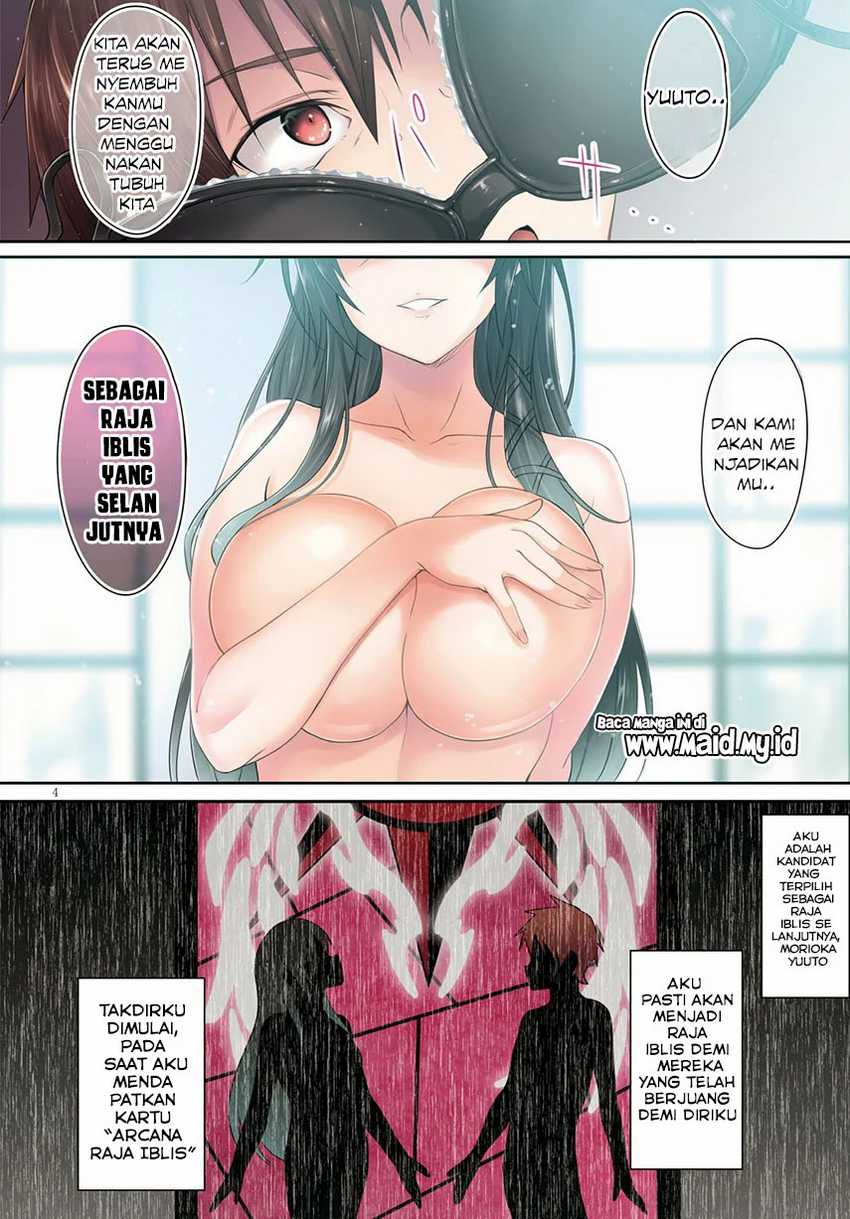 YUUTO..
KITA AKAN
TERUS ME
NYEMBUH
KANMU
DENGAN
MENGGU
NAKAN
TUBUH
KITA
DAN KAMI
AKAN ME
NJADIKAN
MU..
SEBAGAI
RAJA
IBLIS
YANG
SELAN
JUTNYA
Baca Manga ini di
www.Maid.my.id
4
AKU
ADALAH
KANDIDAT
YANG
TERPILIH
SEBAGAI
RAJA
IBLIS SE
LANJUTNYA,
MORIOKA
YUUTO
AKU
PASTI AKAN
MENJADI
RAJA
IBLIS DEMI
MEREKA
YANG TELAH
BERJUANG
DEMI DIRIKU
TAKDIRKU
DIMULAI,
PADA
SAAT AKU
MENDA
PATKAN
KARTU
"ARCANA
RAJA IBLIS"